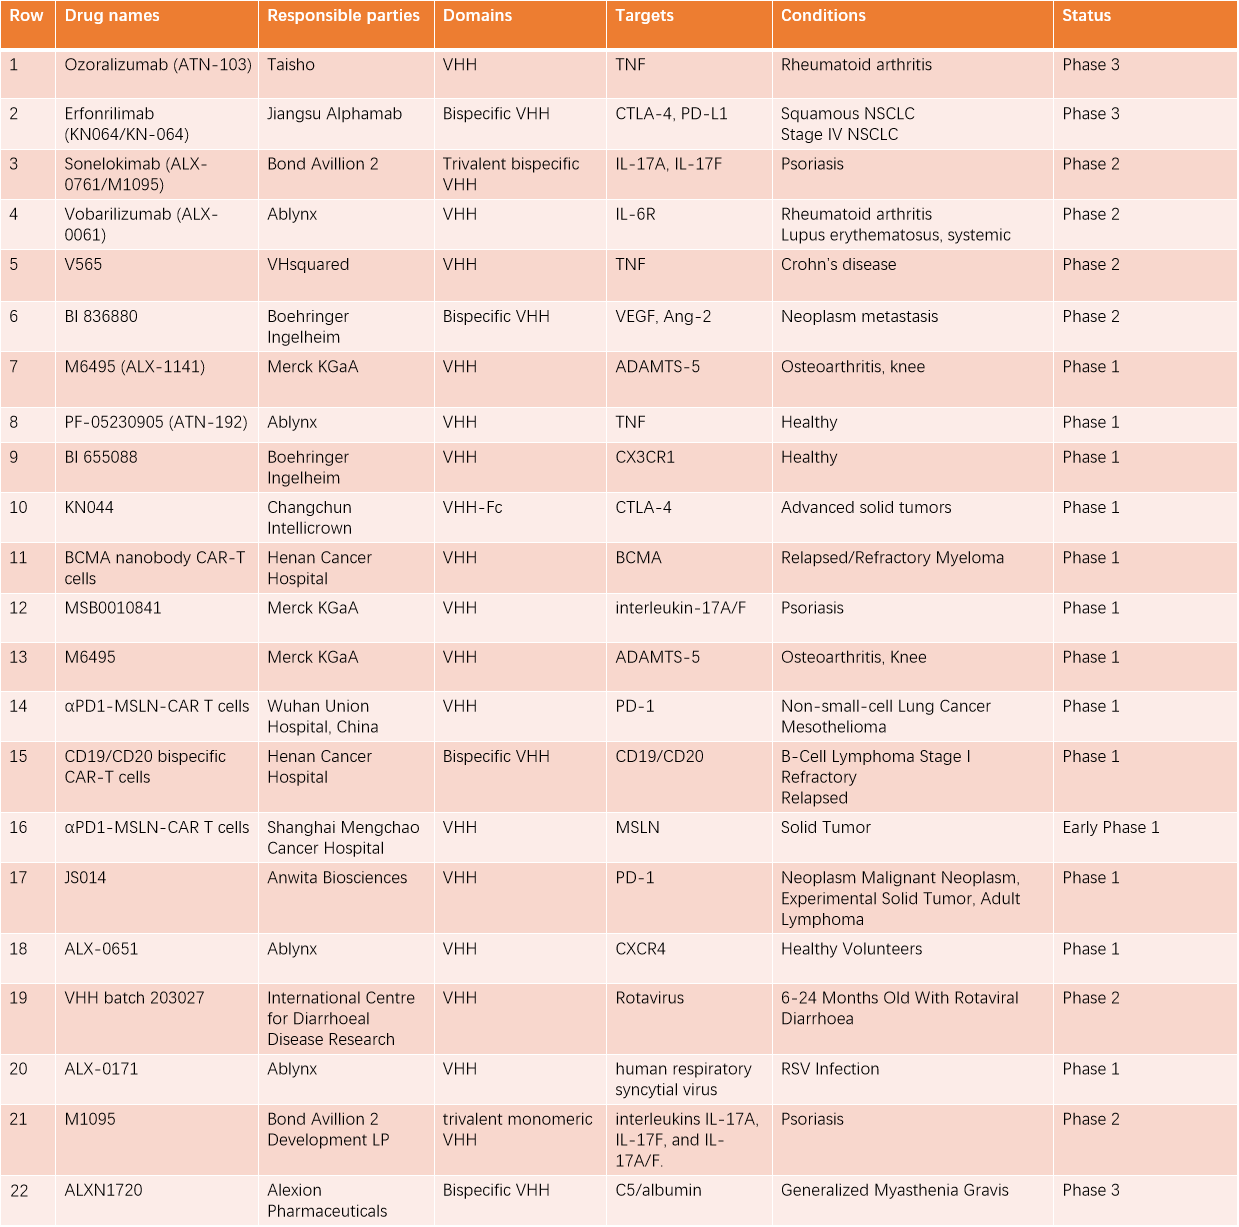 Row Drug names Responsible parties Domains Targets Conditions Status
1 Ozoralizumab (ATN-103) Taisho VHH TNF Rheumatoid arthritis Phase 3
2 Erfonrilimab Jiangsu Alphamab Bispecific VHH CTLA-4, PD-L1 Squamous NSCLC Phase 3
(KN064/KN-064) Stage IV NSCLC
3 Sonelokimab (ALX- Bond Avillion 2 Trivalent bispecific IL-17A, IL-17F Psoriasis Phase 2
0761/M1095) VHH
4 Vobarilizumab (ALX- Ablynx VHH IL-6R Rheumatoid arthritis Phase 2
0061) Lupus erythematosus, systemic
5 V565 VHsquared VHH TNF Crohn's disease Phase 2
6 BI 836880 Boehringer Bispecific VHH VEGF, Ang-2 Neoplasm metastasis Phase 2
Ingelheim
7 M6495 (ALX-1141) Merck KGaA VHH ADAMTS-5 Osteoarthritis, knee Phase 1
8 PF-05230905 (ATN-192) Ablynx VHH TNF Healthy Phase 1
9 BI 655088 Boehringer VHH CX3CR1 Healthy Phase 1
Ingelheim
10 KN044 Changchun VHH-Fc CTLA-4 Advanced solid tumors Phase 1
Intellicrown
11 BCMA nanobody CAR-T Henan Cancer VHH BCMA Relapsed/Refractory Myeloma Phase 1
cells Hospital
12 MSB0010841 Merck KGaA VHH interleukin-17A/F Psoriasis Phase 1
13 M6495 Merck KGaA VHH ADAMTS-5 Osteoarthritis, Knee Phase 1
14 αPD1-MSLN-CAR T cells Wuhan Union VHH PD-1 Non-small-cell Lung Cancer Phase 1
Hospital, China Mesothelioma
15 CD19/CD20 bispecific Henan Cancer Bispecific VHH CD19/CD20 B-Cell Lymphoma Stage I Phase 1
CAR-T cells Hospital Refractory
Relapsed
16 αPD1-MSLN-CAR T cells Shanghai Mengchao VHH MSLN Solid Tumor Early Phase 1
Cancer Hospital
17 JS014 Anwita Biosciences VHH PD-1 Neoplasm Malignant Neoplasm, Phase 1
Experimental Solid Tumor, Adult
Lymphoma
18 ALX-0651 Ablynx VHH CXCR4 Healthy Volunteers Phase 1
19 VHH batch 203027 International Centre VHH Rotavirus 6-24 Months Old With Rotaviral Phase 2
for Diarrhoeal Diarrhoea
Disease Research
20 ALX-0171 Ablynx VHH human respiratory RSV Infection Phase 1
syncytial virus
21 M1095 Bond Avillion 2 trivalent monomeric interleukins IL-17A, Psoriasis Phase 2
Development LP VHH IL-17F, and IL-
17A/F.
22 ALXN1720 Alexion Bispecific VHH C5/albumin Generalized Myasthenia Gravis Phase 3
Pharmaceuticals